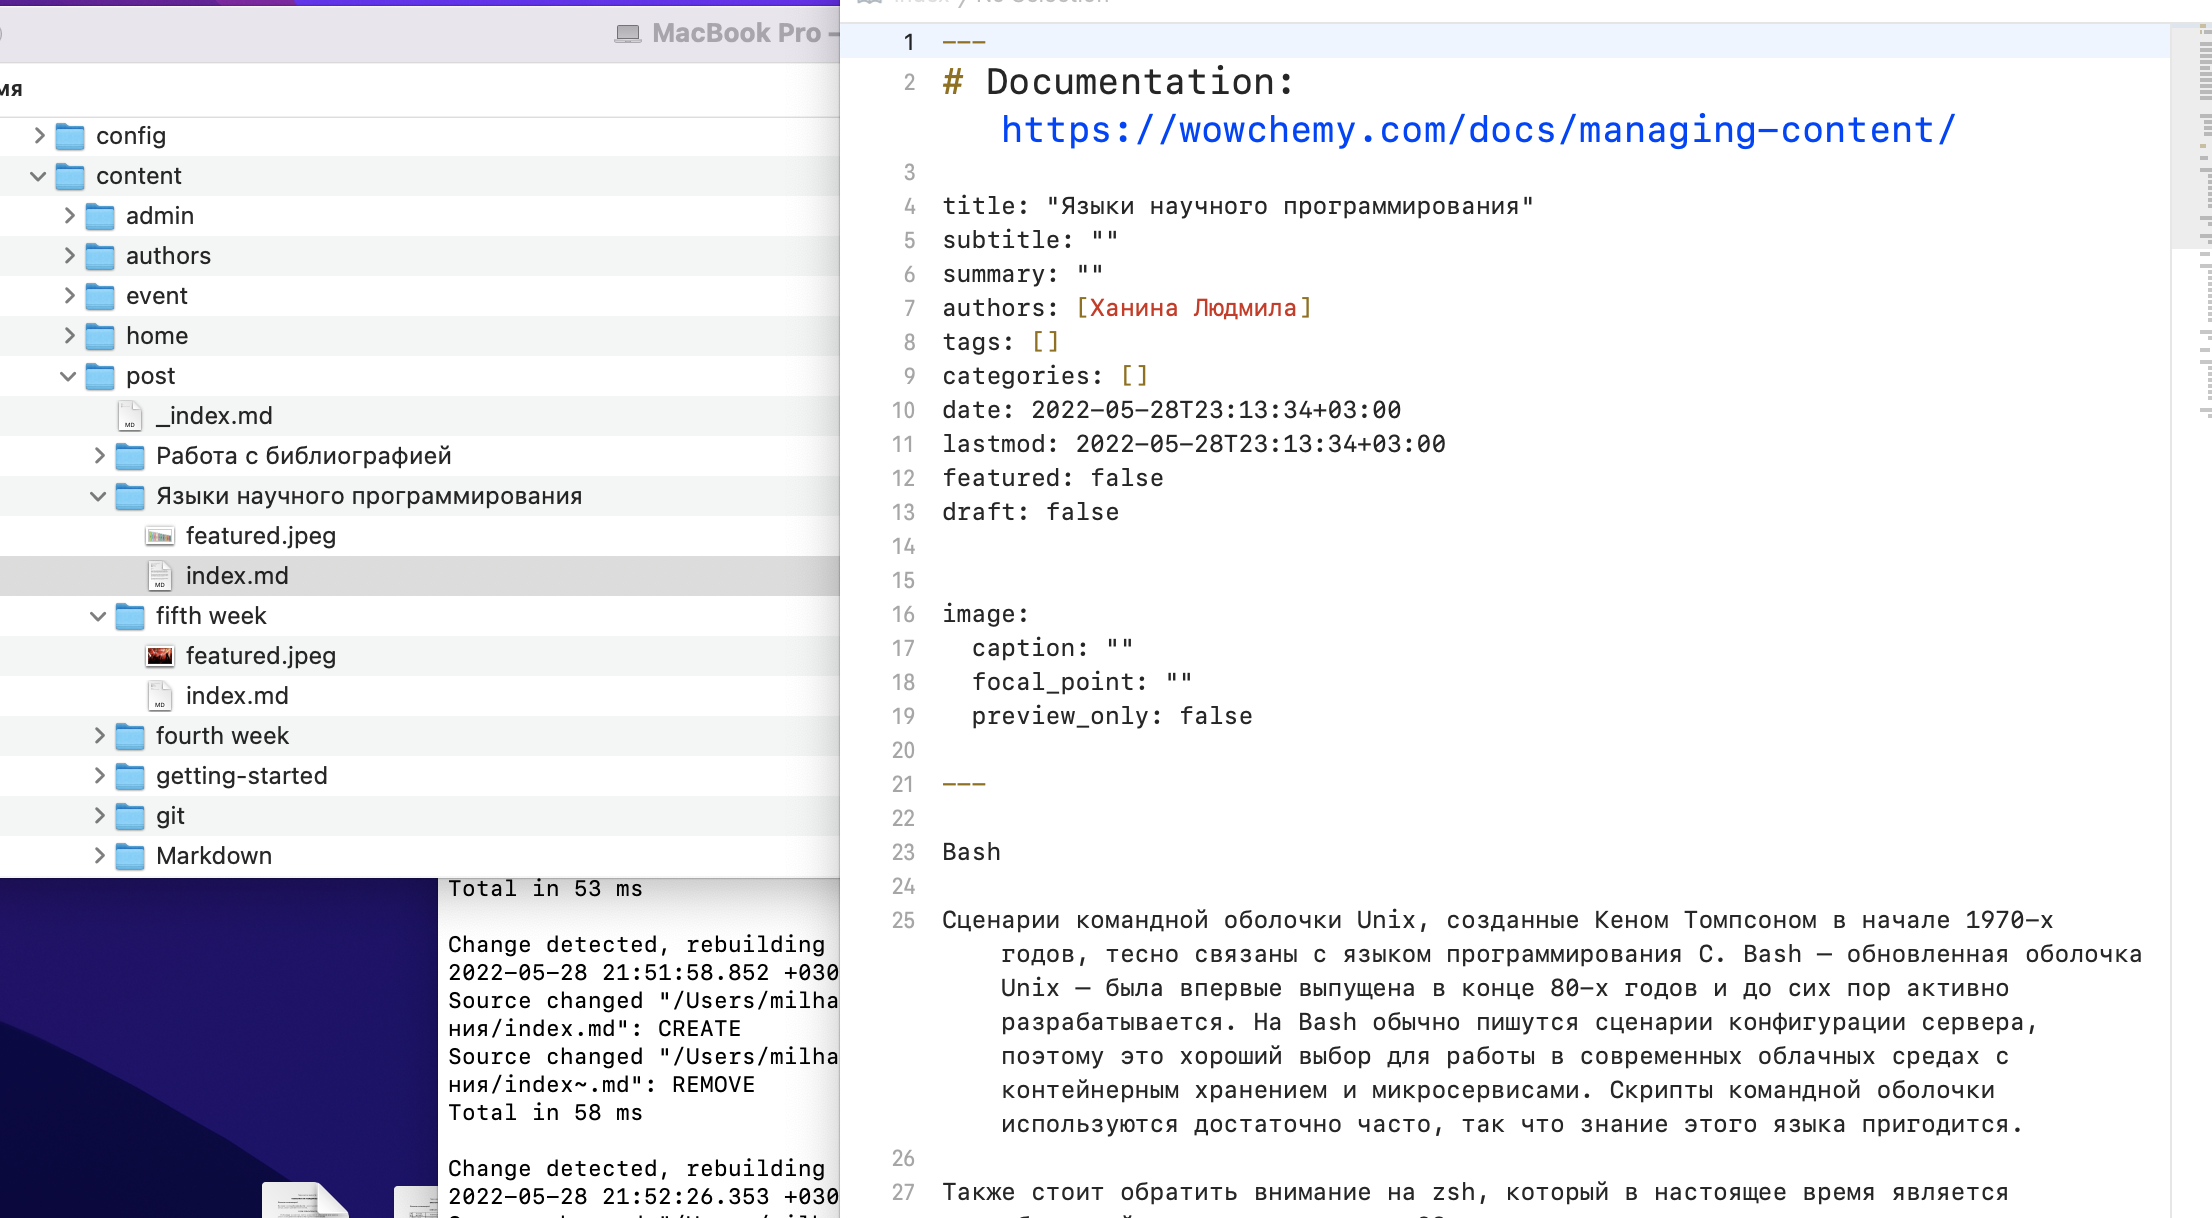 MacBook Pro —
мя
config
content
admin
authors
event
home
post
_index.md
Работа с библиографией
Языки научного программирования
featured.jpeg
index.md
fifth week
featured.jpeg
index.md
fourth week
getting-started
git
Markdown
Total in 53 ms
Change detected, rebuilding
2022-05-28 21:51:58.852 +030
Source changed "/Users/milha
ния/index.md": CREATE
Source changed "/Users/milha
ния/index~.md": REMOVE
Total in 58 ms
Change detected, rebuilding
2022-05-28 21:52:26.353 +030
1 ---
2 # Documentation:
https://wowchemy.com/docs/managing-content/
3
4 title: "Языки научного программирования"
5 subtitle: ""
6 summary: ""
7 authors: [Ханина Людмила]
8 tags: []
9 categories: []
10 date: 2022-05-28T23:13:34+03:00
11 lastmod: 2022-05-28T23:13:34+03:00
12 featured: false
13 draft: false
14
15
16 image:
17 caption: ""
18 focal_point: ""
19 preview_only: false
20
21 ---
22
23 Bash
24
25 Сценарии командной оболочки Unix, созданные Кеном Томпсоном в начале 1970-х
годов, тесно связаны с языком программирования C. Bash — обновленная оболочка
Unix — была впервые выпущена в конце 80-х годов и до сих пор активно
разрабатывается. На Bash обычно пишутся сценарии конфигурации сервера,
поэтому это хороший выбор для работы в современных облачных средах с
контейнерным хранением и микросервисами. Скрипты командной оболочки
используются достаточно часто, так что знание этого языка пригодится.
26
27 Также стоит обратить внимание на zsh, который в настоящее время является